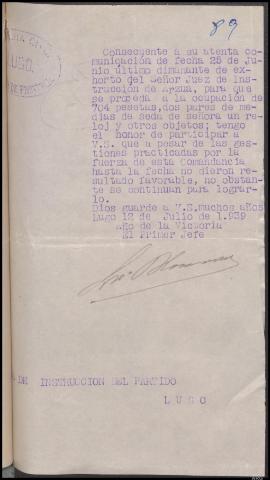 89
LUGO.
Consecuente a su atenta co-
municación de fecha 25 de Ju-
nio último dimanante de ex-
horto del Señor Juez de Ins-
trucción de Arzua, para que
se proceda a la ocupación de
704 pesetas,dos pares de me-
dias de seda de señora un re-
loj y otros objetos; tengo
el honor de participar a
V.S. que a pesar de las ges-
tiones practicadas por la
fuerza de esta Comandancia
hasta la fecha no dieron re-
sultado favorable, no obstan-
te se continuan para lograr-
lo.
Dios guarde a V.S.muchos años
Lugo 12 de Julio de 1.939
Año de la Victoria
El Primer Jefe
DE INSTRUCCION DEL PARTIDO
L U G O